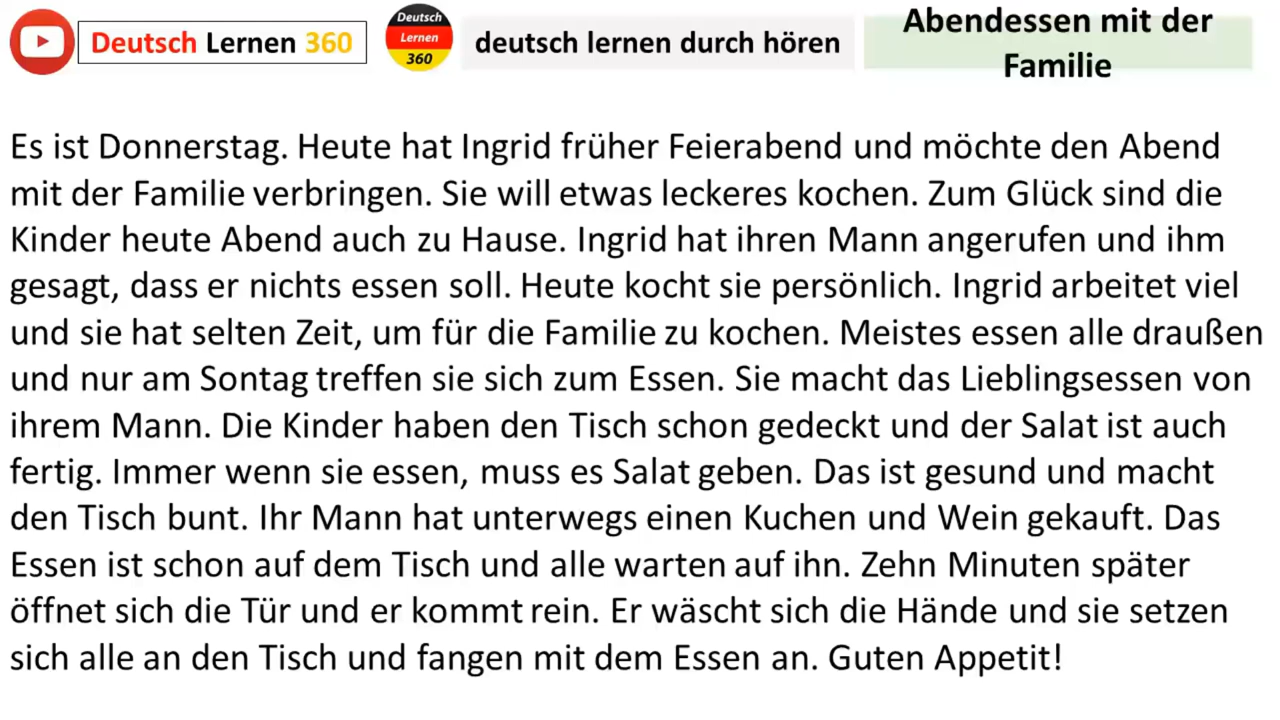 Deutsch Lernen 360
Deutsch
Lernen
360
deutsch lernen durch hören
Abendessen mit der
Familie
Es ist Donnerstag. Heute hat Ingrid früher Feierabend und möchte den Abend
mit der Familie verbringen. Sie will etwas leckeres kochen. Zum Glück sind die
Kinder heute Abend auch zu Hause. Ingrid hat ihren Mann angerufen und ihm
gesagt, dass er nichts essen soll. Heute kocht sie persönlich. Ingrid arbeitet viel
und sie hat selten Zeit, um für die Familie zu kochen. Meistes essen alle draußen
und nur am Sontag treffen sie sich zum Essen. Sie macht das Lieblingsessen von
ihrem Mann. Die Kinder haben den Tisch schon gedeckt und der Salat ist auch
fertig. Immer wenn sie essen, muss es Salat geben. Das ist gesund und macht
den Tisch bunt. Ihr Mann hat unterwegs einen Kuchen und Wein gekauft. Das
Essen ist schon auf dem Tisch und alle warten auf ihn. Zehn Minuten später
öffnet sich die Tür und er kommt rein. Er wäscht sich die Hände und sie setzen
sich alle an den Tisch und fangen mit dem Essen an. Guten Appetit!